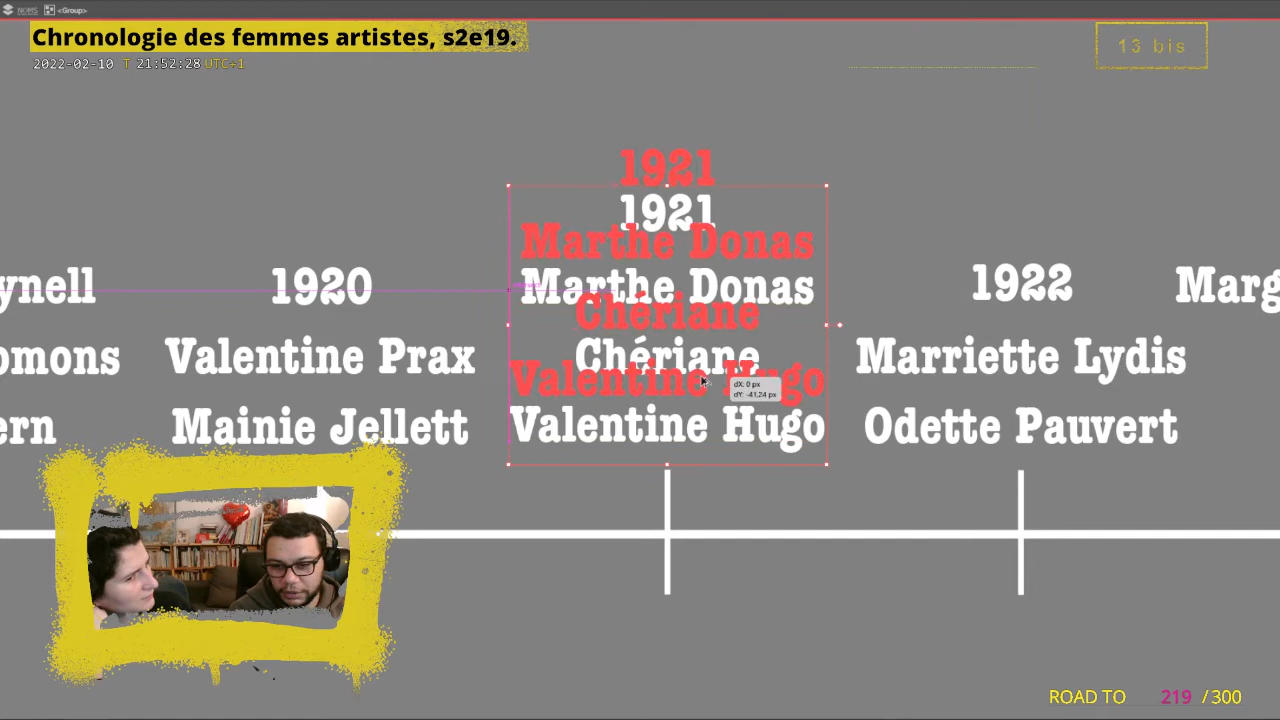 NOMS <Group>
Chronologie des femmes artistes, s2e19.
2022-02-10 T 21:52:28 UTC+1
13 bis
1921
1921
Marthe Donas
Marthe Donas
Chériane
Chériane
Valentine Hugo
Valentine Hugo
dX: 0 px
dY: -41,24 px
ynell
omons
ern
1920
Valentine Prax
Mainie Jellett
1922
Marriette Lydis
Odette Pauvert
Marg
ROAD TO 219 / 300